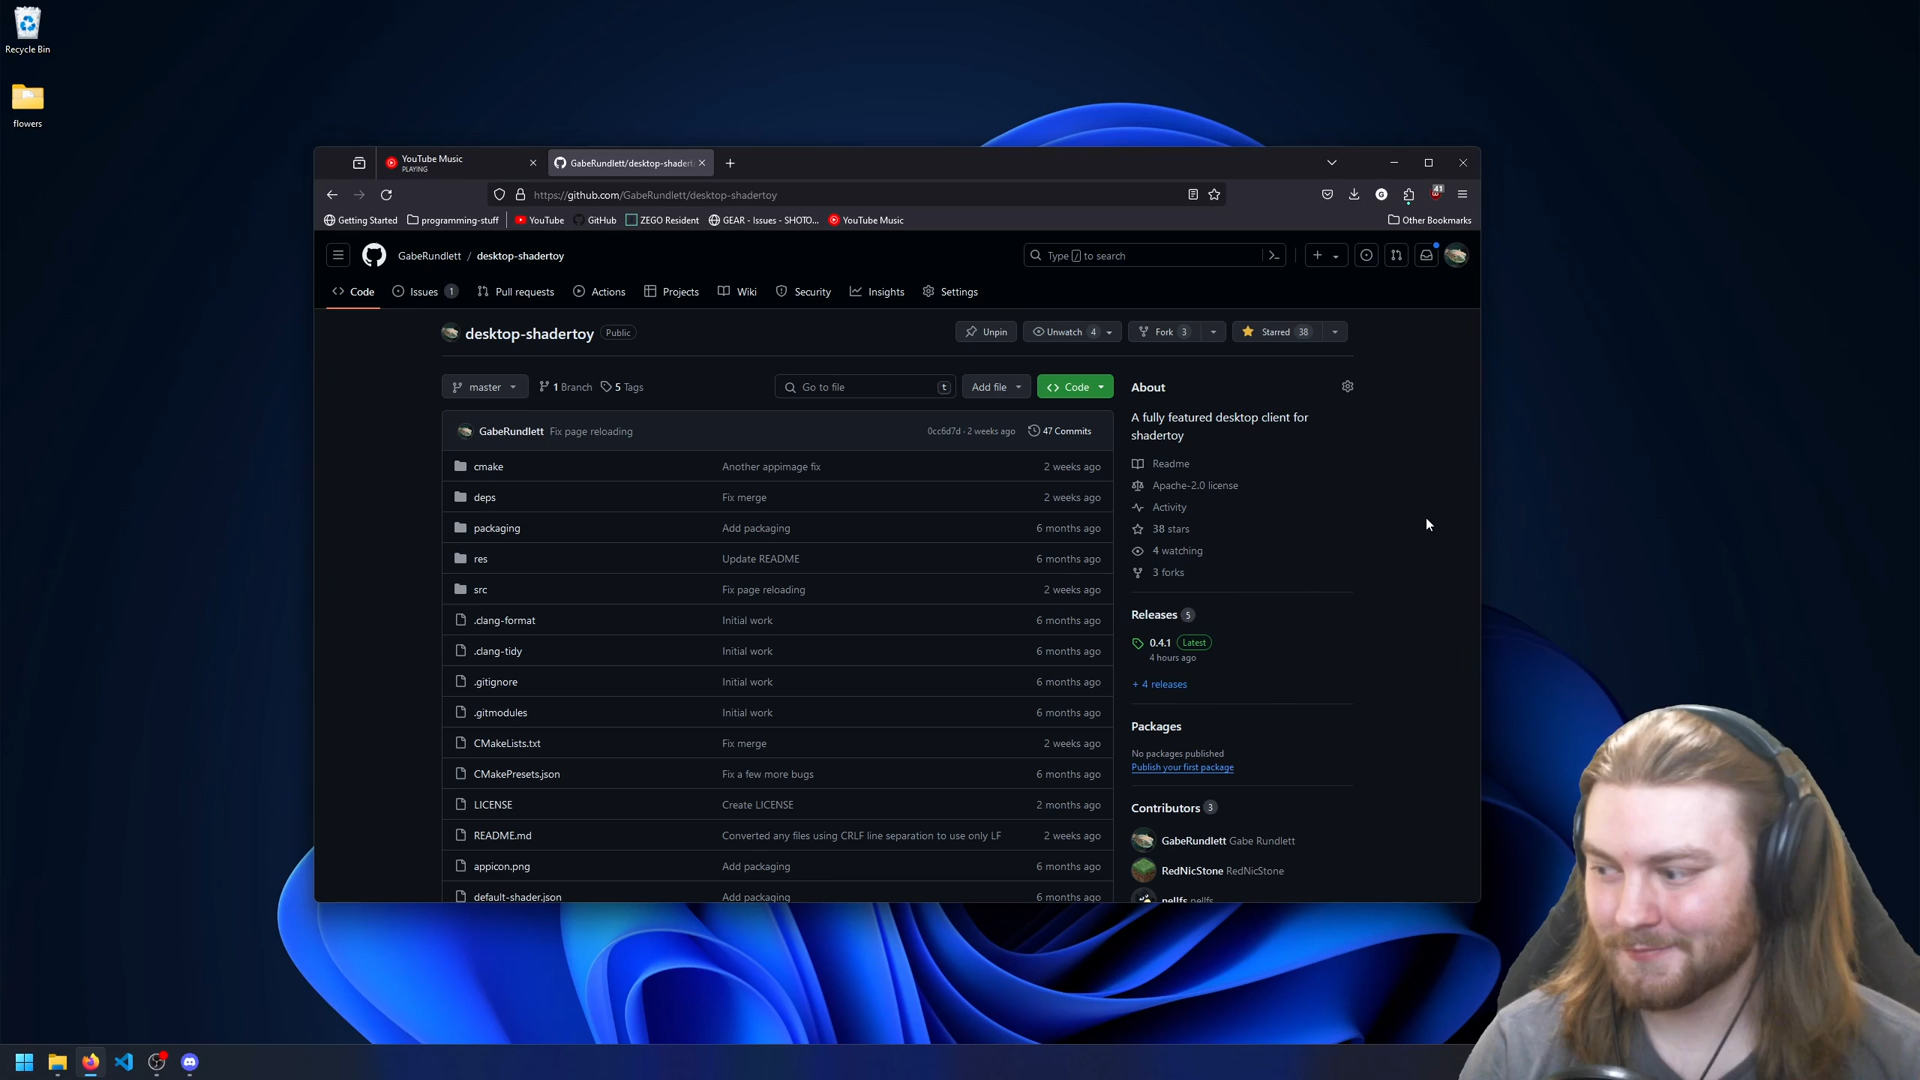 Recycle Bin
flowers
YouTube Music
PLAYING
GabeRundlett/desktop-shadert
https://github.com/GabeRundlett/desktop-shadertoy
41
Getting Started
programming-stuff
YouTube
GitHub
ZEGO Resident
GEAR - Issues - SHOTO...
YouTube Music
Other Bookmarks
GabeRundlett / desktop-shadertoy
Type / to search
Code
Issues 1
Pull requests
Actions
Projects
Wiki
Security
Insights
Settings
desktop-shadertoy Public
Unpin
Unwatch 4
Fork 3
Starred 38
master
1 Branch
5 Tags
Go to file t
Add file
Code
GabeRundlett Fix page reloading 0cc6d7d · 2 weeks ago 47 Commits
cmake Another appimage fix 2 weeks ago
deps Fix merge 2 weeks ago
packaging Add packaging 6 months ago
res Update README 6 months ago
src Fix page reloading 2 weeks ago
.clang-format Initial work 6 months ago
.clang-tidy Initial work 6 months ago
.gitignore Initial work 6 months ago
.gitmodules Initial work 6 months ago
CMakeLists.txt Fix merge 2 weeks ago
CMakePresets.json Fix a few more bugs 6 months ago
LICENSE Create LICENSE 2 months ago
README.md Converted any files using CRLF line separation to use only LF 2 weeks ago
appicon.png Add packaging 6 months ago
default-shader.json Add packaging 6 months ago
About
A fully featured desktop client for
shadertoy
Readme
Apache-2.0 license
Activity
38 stars
4 watching
3 forks
Releases 5
0.4.1 Latest
4 hours ago
+ 4 releases
Packages
No packages published
Publish your first package
Contributors 3
GabeRundlett Gabe Rundlett
RedNicStone RedNicStone